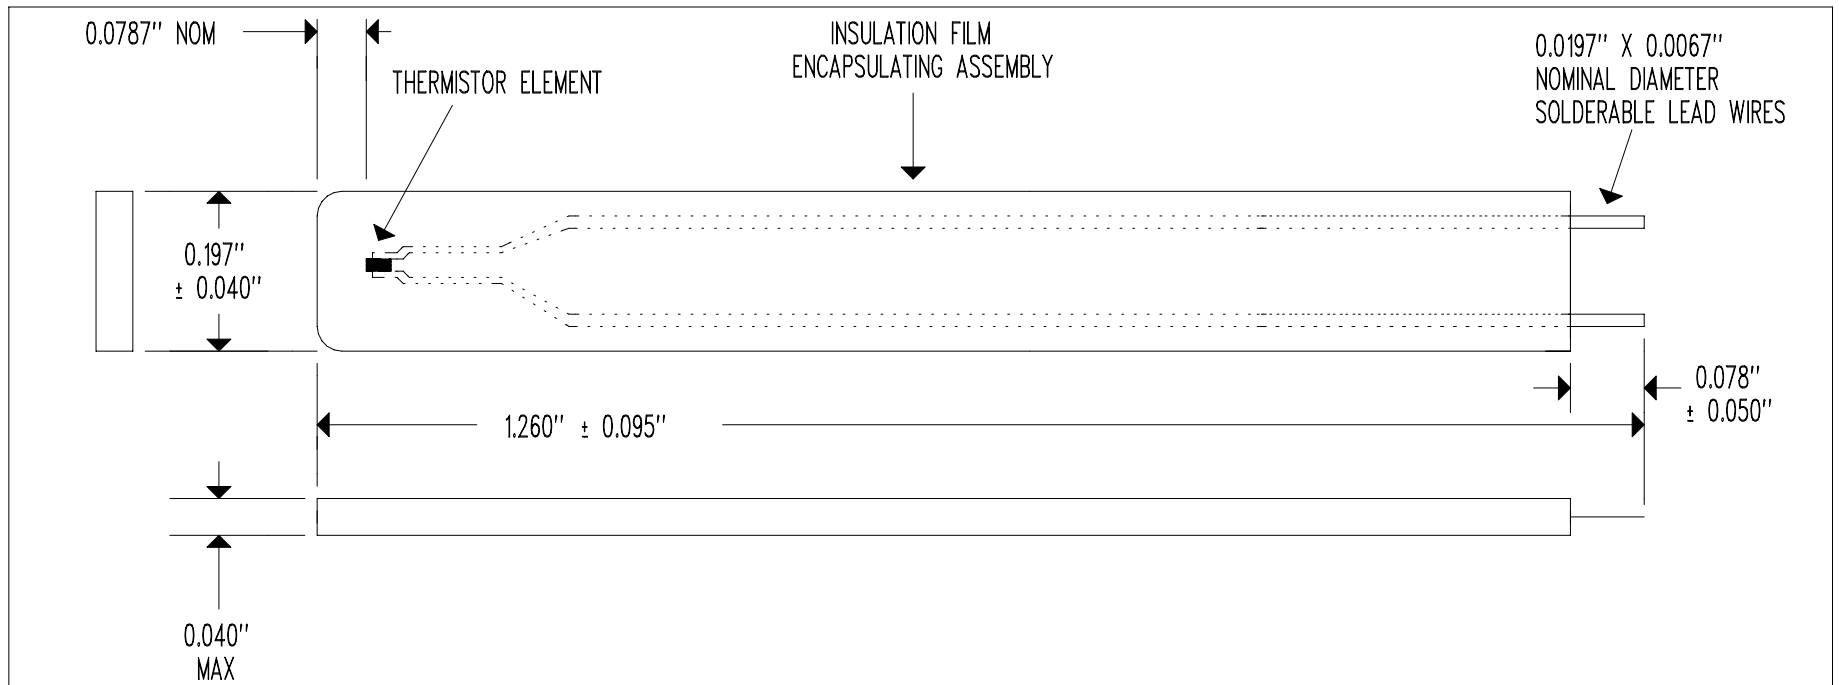 0.0787" NOM
INSULATION FILM
ENCAPSULATING ASSEMBLY
0.0197" X 0.0067"
NOMINAL DIAMETER
SOLDERABLE LEAD WIRES
THERMISTOR ELEMENT
0.197"
± 0.040"
0.078"
± 0.050"
1.260" ± 0.095"
0.040"
MAX